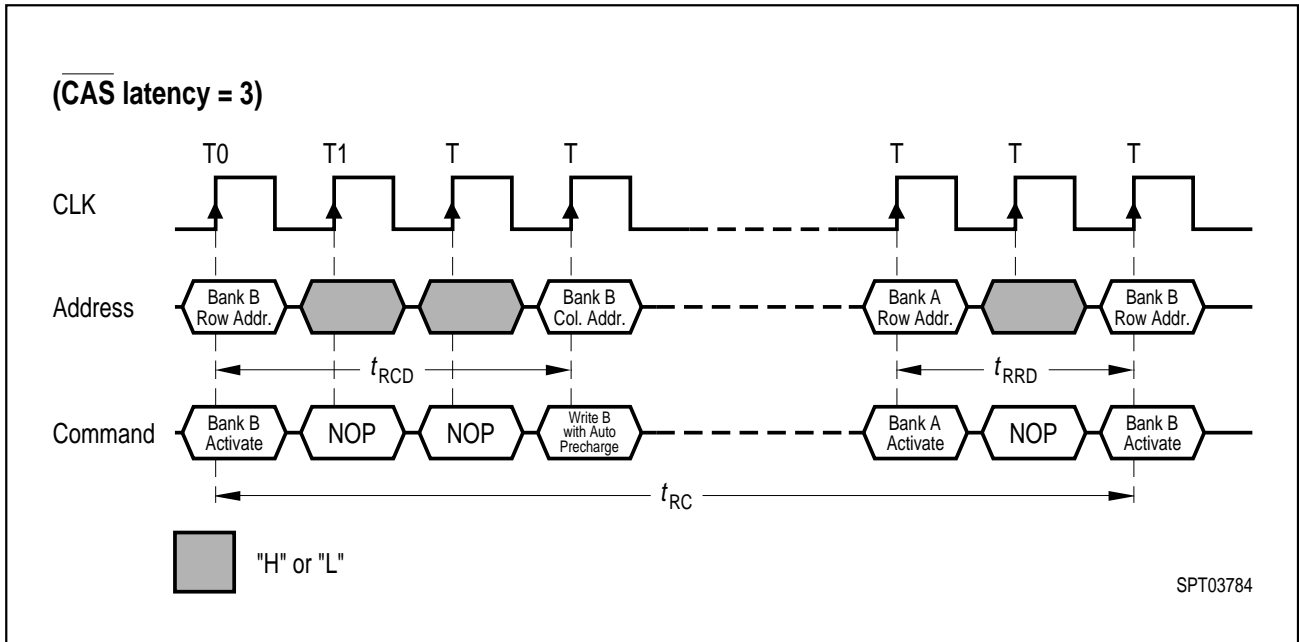 (CAS latency = 3)
T0 T1 T T T T T
CLK
Address
Bank B
Row Addr.
Bank B
Col. Addr.
Bank A
Row Addr.
Bank B
Row Addr.
tRCD
tRRD
Command
Bank B
Activate
NOP
NOP
Write B
with Auto
Precharge
Bank A
Activate
NOP
Bank B
Activate
tRC
"H" or "L"
SPT03784